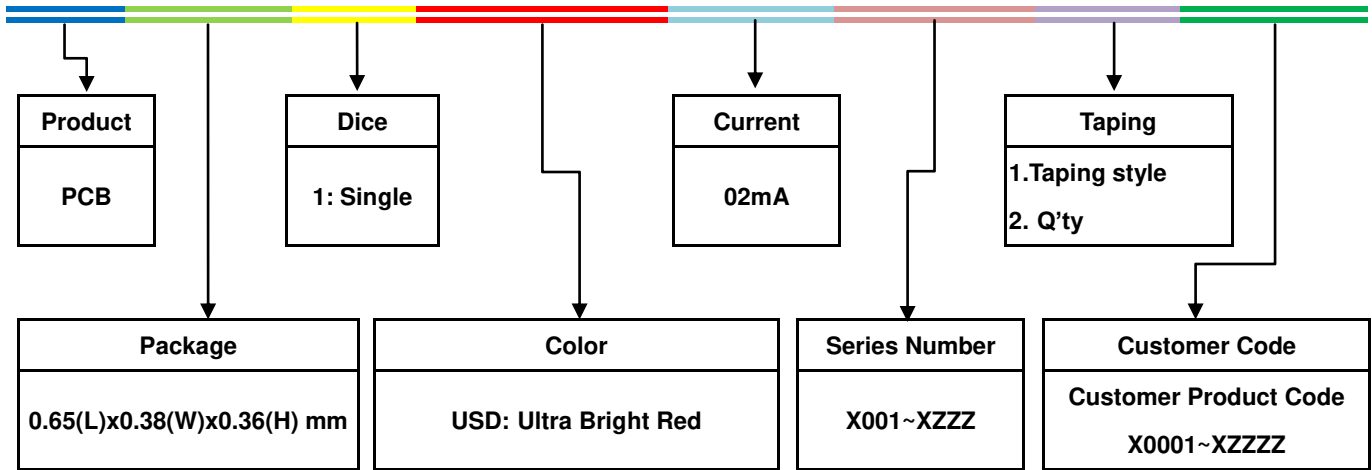 Product
PCB
Dice
1: Single
Current
02mA
Taping
1.Taping style
2. Q'ty
Package
0.65(L)x0.38(W)x0.36(H) mm
Color
USD: Ultra Bright Red
Series Number
X001~XZZZ
Customer Code
Customer Product Code
X0001~XZZZZ